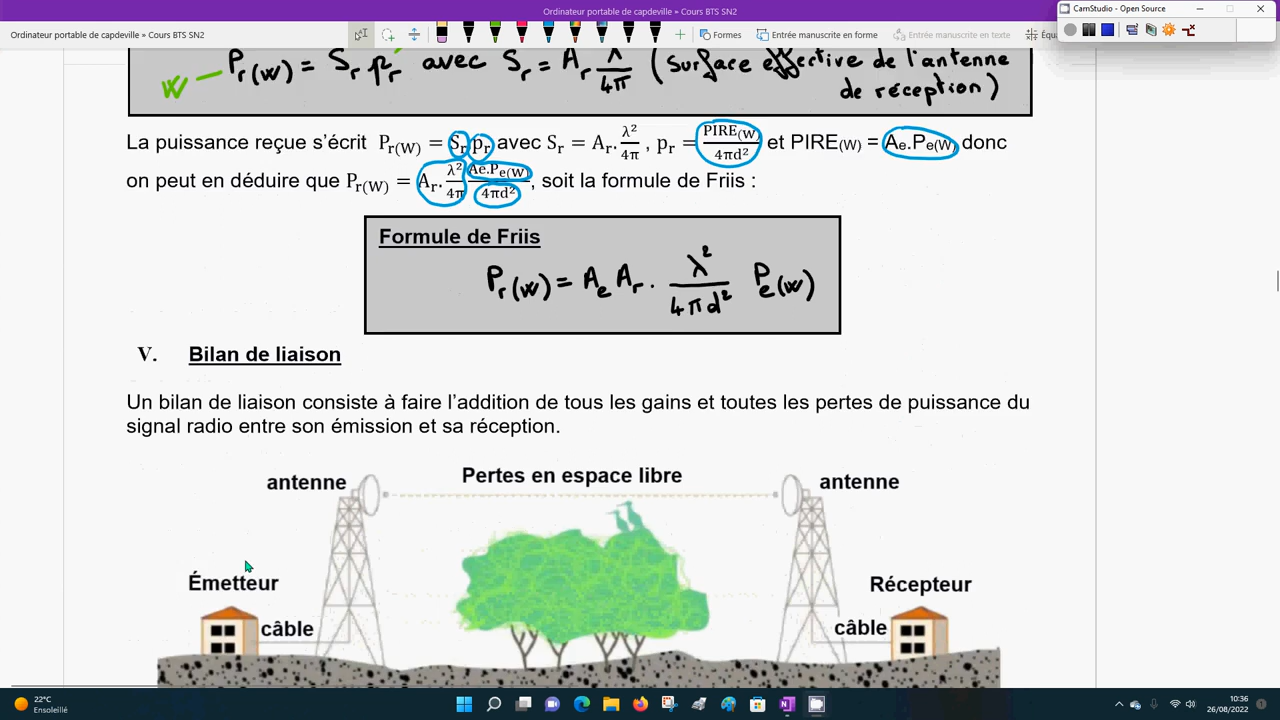 Ordinateur portable de capdeville » Cours BTS SN2
CamStudio - Open Source
Ordinateur portable de capdeville » Cours BTS SN2
Formes
Entrée manuscrite en forme
Entrée manuscrite en texte
Équ
W — Pr(W) = Sr pr avec Sr = Ar λ/4π (Surface effective de l'antenne
de réception)
La puissance reçue s'écrit Pr(W) = Sr pr avec Sr = Ar. λ²/4π , pr = PIRE(W)/4πd² et PIRE(W) = Ae.Pe(W) donc
on peut en déduire que Pr(W) = Ar. λ²/4π Ae.Pe(W)/4πd² , soit la formule de Friis :
Formule de Friis
Pr(W) = Ae Ar . λ²/4πd² Pe(W)
V. Bilan de liaison
Un bilan de liaison consiste à faire l'addition de tous les gains et toutes les pertes de puissance du
signal radio entre son émission et sa réception.
antenne
Pertes en espace libre
antenne
Émetteur
Récepteur
câble
câble
22°C
Ensoleillé
10:36
26/08/2022